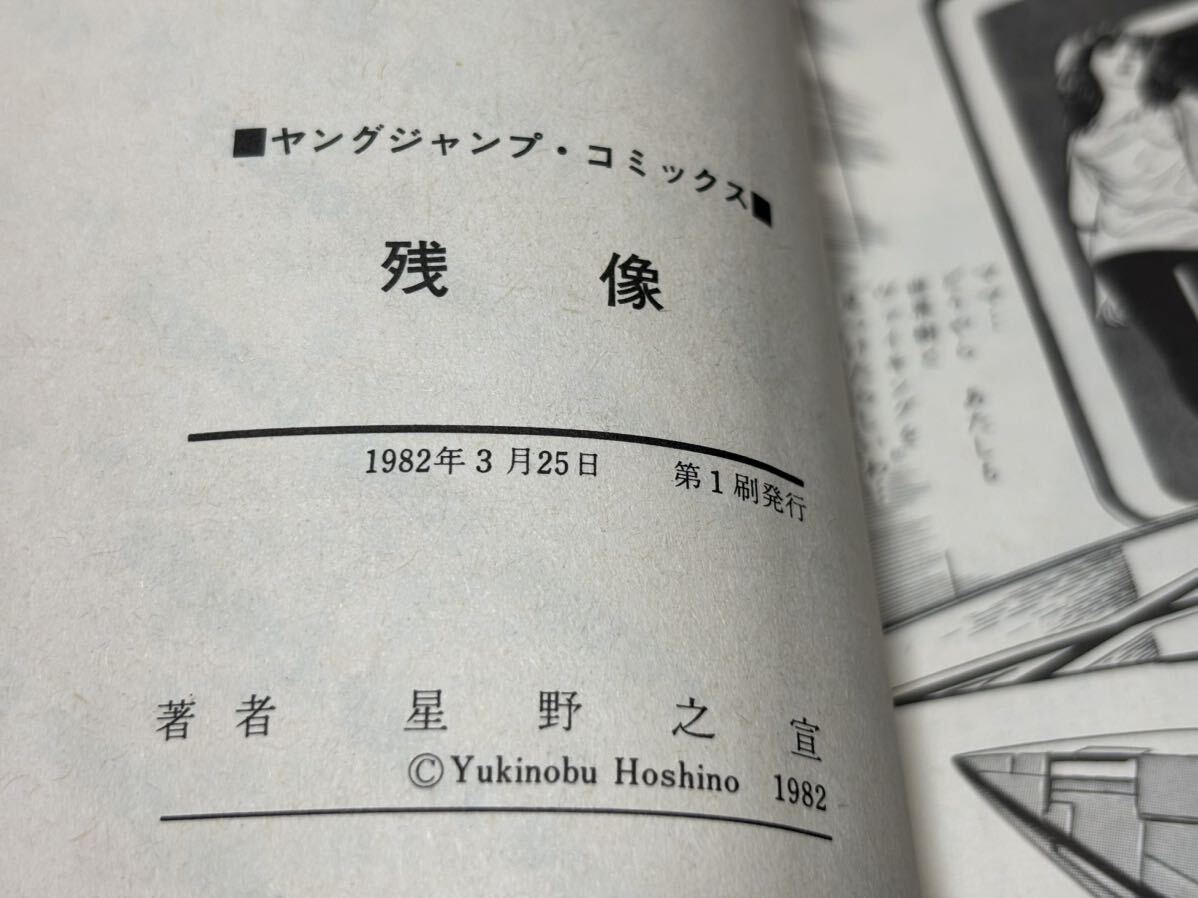 ■ヤングジャンプ・コミックス■
残像
1982年3月25日 第1刷発行
著者 星野之宣
©Yukinobu Hoshino 1982